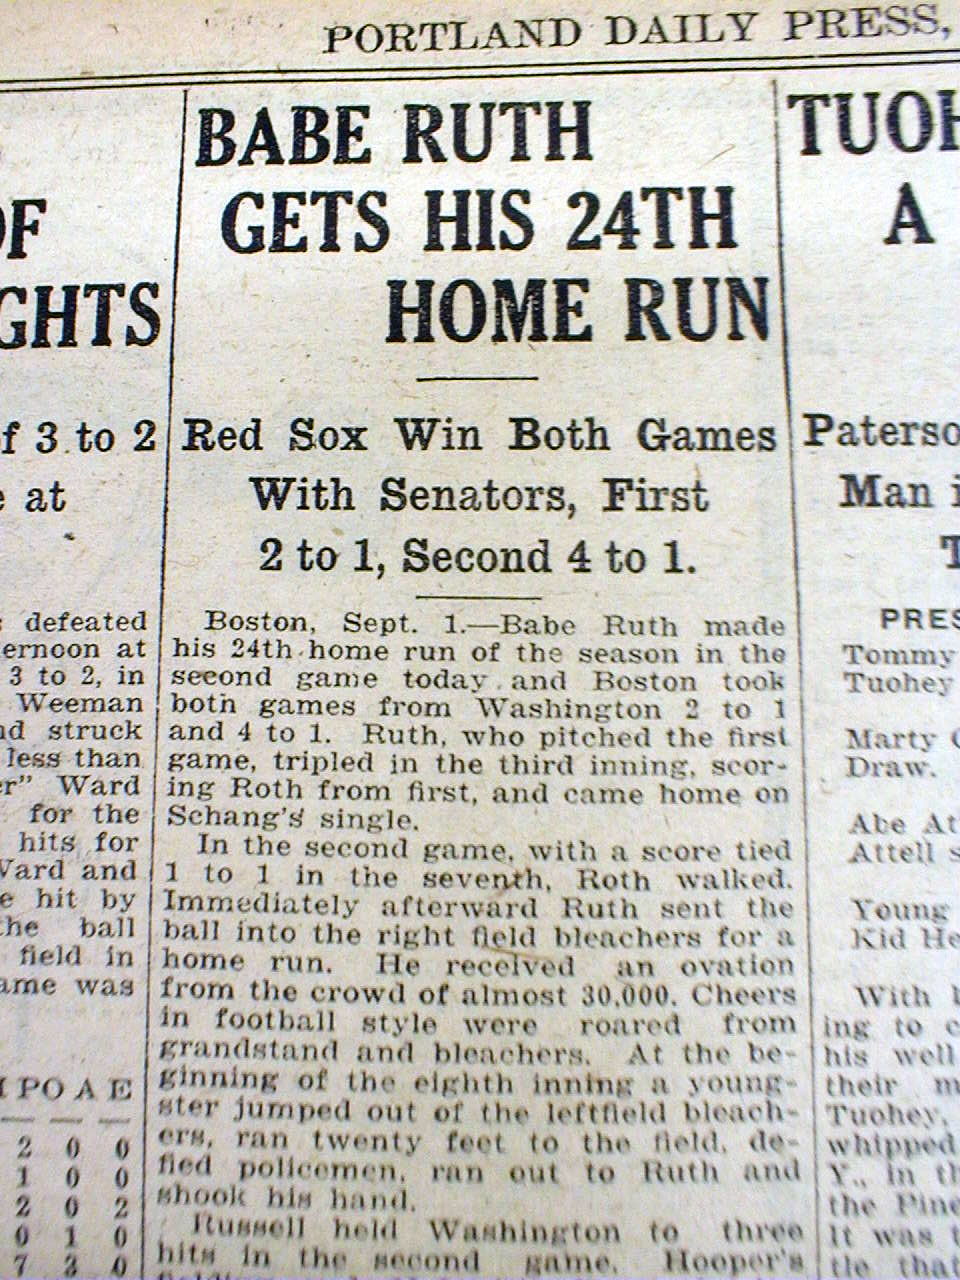 PORTLAND DAILY PRESS,
OF
GHTS
of 3 to 2
at
defeated
ernoon at
3 to 2, in
Weeman
nd struck
less than
er" Ward
for the
hits for
Ward and
e hit by
the ball
field in
ame was
PO A E
2 0 0
1 0 0
2 0 2
0 1 0
7 3 0
BABE RUTH
GETS HIS 24TH
HOME RUN
Red Sox Win Both Games
With Senators, First
2 to 1, Second 4 to 1.
Boston, Sept. 1.—Babe Ruth made
his 24th home run of the season in the
second game today and Boston took
both games from Washington 2 to 1
and 4 to 1. Ruth, who pitched the first
game, tripled in the third inning, scor-
ing Roth from first, and came home on
Schang's single.
In the second game, with a score tied
1 to 1 in the seventh, Roth walked.
Immediately afterward Ruth sent the
ball into the right field bleachers for a
home run. He received an ovation
from the crowd of almost 30,000. Cheers
in football style were roared from
grandstand and bleachers. At the be-
ginning of the eighth inning a young-
ster jumped out of the leftfield bleach-
ers, ran twenty feet to the field, de-
fied policemen, ran out to Ruth and
shook his hand.
Russell held Washington to three
hits in the second game. Hooper's
TUOH
A
Paterso
Man i
T
PRES
Tommy
Tuohey
Marty
Draw.
Abe At
Attell s
Young
Kid He
With
ing to c
his well
their m
Tuohey,
whipped
Y., in th
the Pine
It was t
tle that